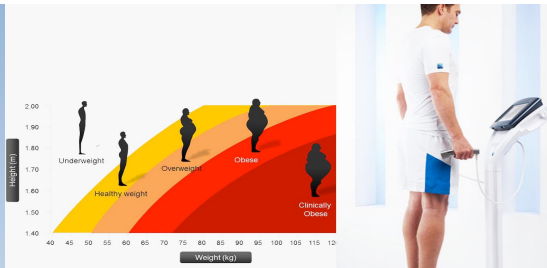 2.00
1.90
1.80
1.70
1.60
1.50
1.40
Height (m)
Underweight
Healthy weight
Overweight
Obese
Clinically
Obese
40 45 50 55 60 65 70 75 80 85 90 95 100 105 110 115 12
Weight (kg)